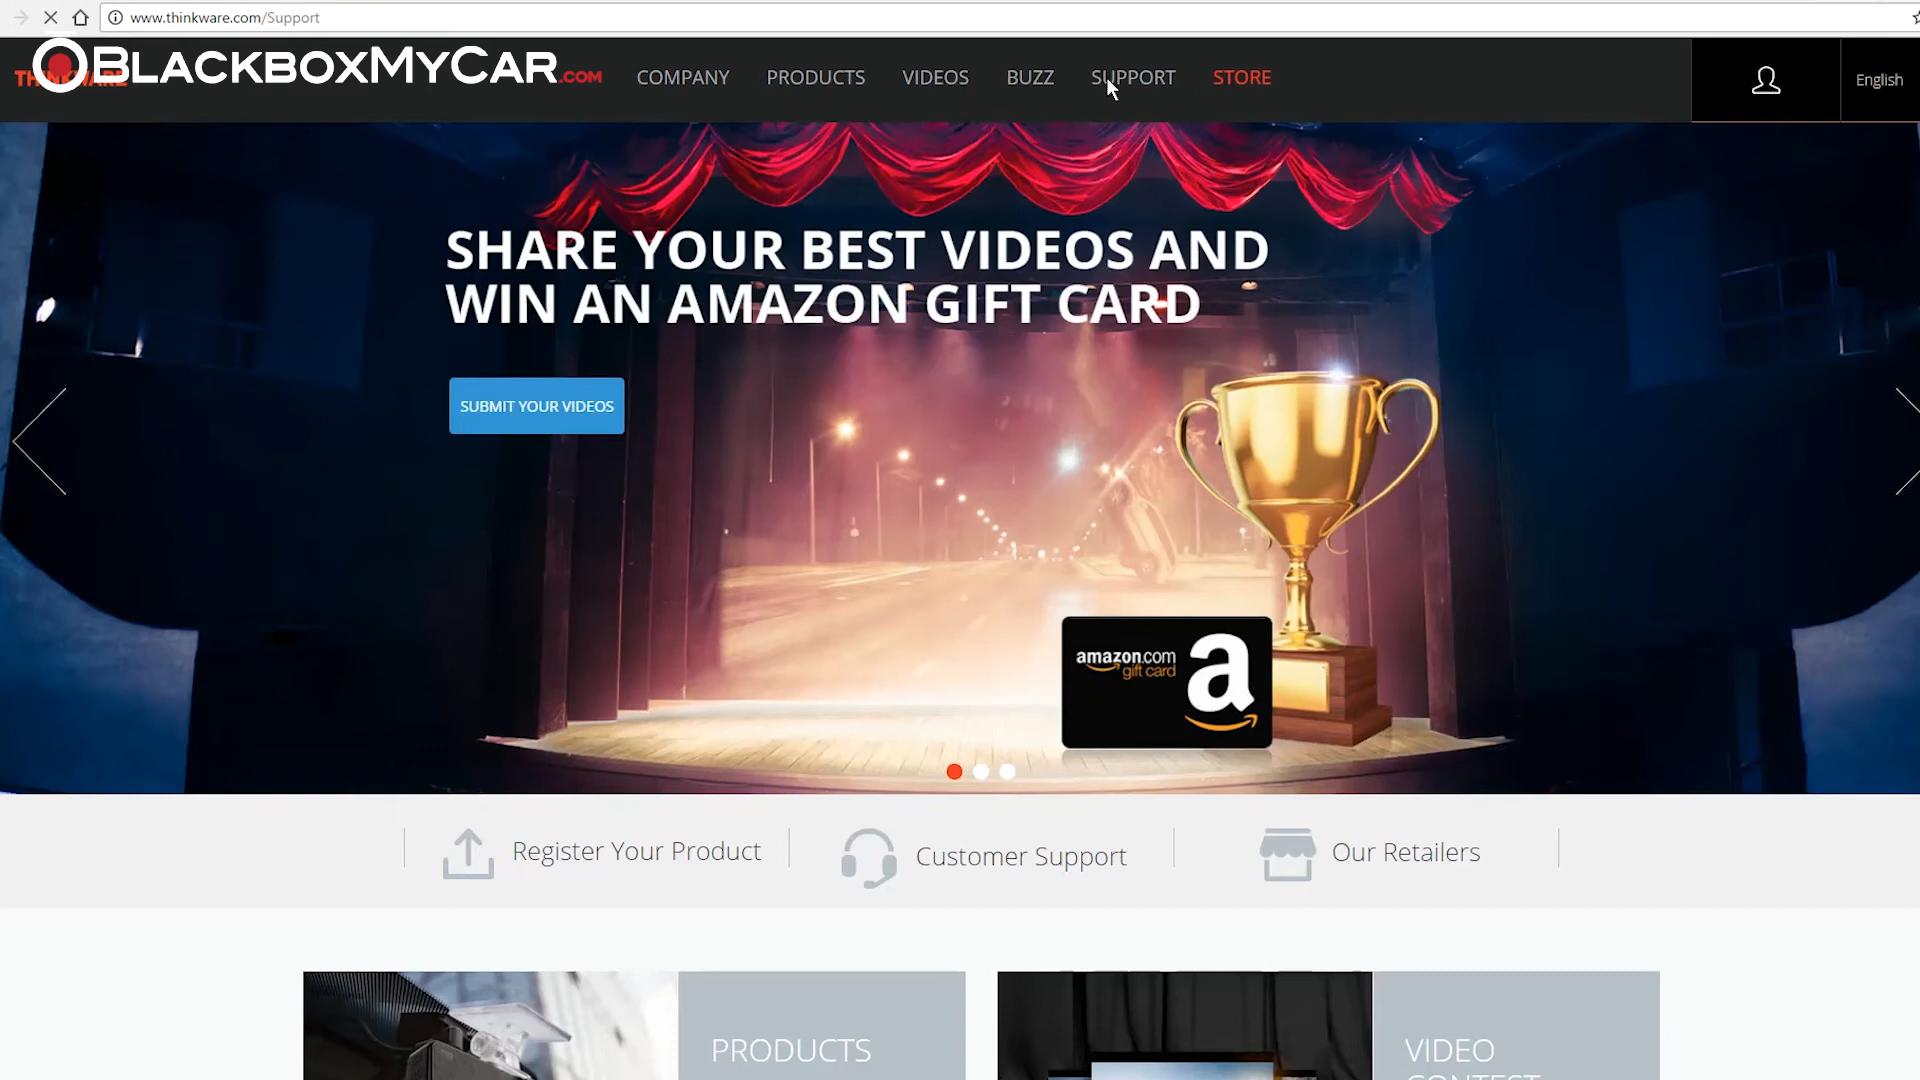 www.thinkware.com/Support
BLACKBOXMYCAR.COM
COMPANY
PRODUCTS
VIDEOS
BUZZ
SUPPORT
STORE
English
SHARE YOUR BEST VIDEOS AND
WIN AN AMAZON GIFT CARD
SUBMIT YOUR VIDEOS
amazon.com
gift card
a
Register Your Product
Customer Support
Our Retailers
PRODUCTS
VIDEO
CONTEST